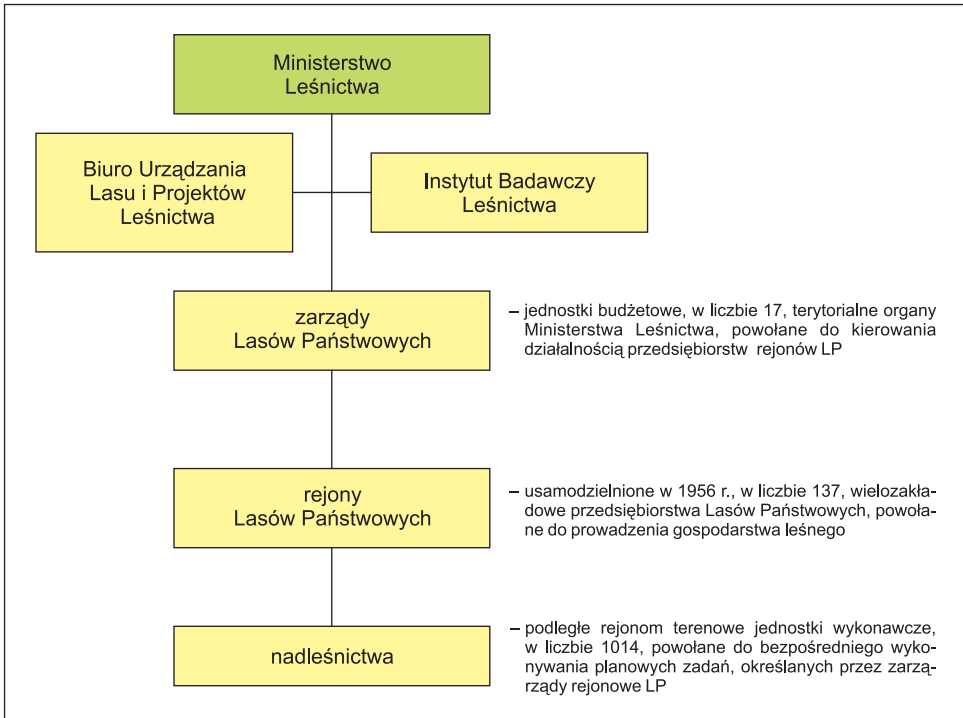 Ministerstwo
Leśnictwa
Biuro Urządzania
Lasu i Projektów
Leśnictwa
Instytut Badawczy
Leśnictwa
zarządy
Lasów Państwowych
– jednostki budżetowe, w liczbie 17, terytorialne organy
Ministerstwa Leśnictwa, powołane do kierowania
działalnością przedsiębiorstw rejonów LP
rejony
Lasów Państwowych
– usamodzielnione w 1956 r., w liczbie 137, wielozakła-
dowe przedsiębiorstwa Lasów Państwowych, powoła-
ne do prowadzenia gospodarstwa leśnego
nadleśnictwa
– podległe rejonom terenowe jednostki wykonawcze,
w liczbie 1014, powołane do bezpośredniego wyko-
nywania planowych zadań, określanych przez zarzą-
rządy rejonowe LP